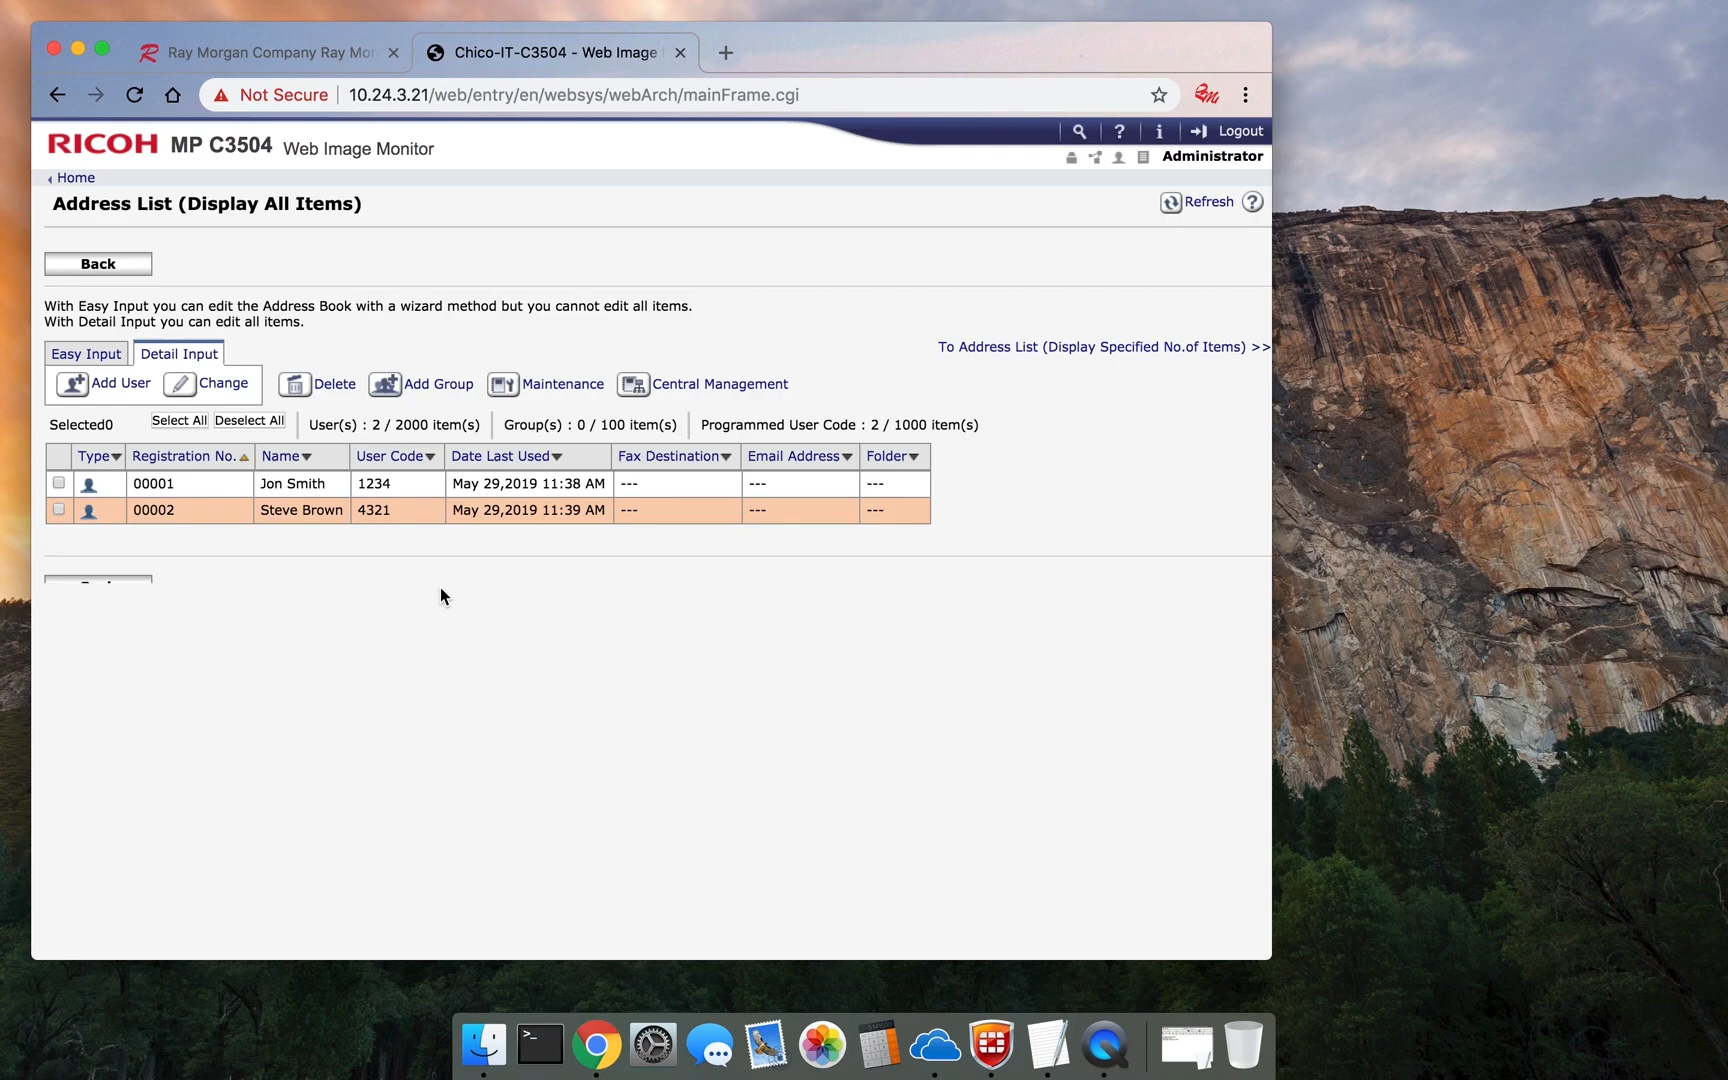 Ray Morgan Company Ray Mor
Chico-IT-C3504 - Web Image
Not Secure | 10.24.3.21/web/entry/en/websys/webArch/mainFrame.cgi
RICOH MP C3504 Web Image Monitor
? i Logout
Administrator
Home
Address List (Display All Items)
Refresh ?
Back
With Easy Input you can edit the Address Book with a wizard method but you cannot edit all items.
With Detail Input you can edit all items.
To Address List (Display Specified No.of Items) >>
Easy Input Detail Input
Add User Change Delete Add Group Maintenance Central Management
Selected0 Select All Deselect All User(s) : 2 / 2000 item(s) Group(s) : 0 / 100 item(s) Programmed User Code : 2 / 1000 item(s)
Type Registration No. Name User Code Date Last Used Fax Destination Email Address Folder
00001 Jon Smith 1234 May 29,2019 11:38 AM --- --- ---
00002 Steve Brown 4321 May 29,2019 11:39 AM --- --- ---